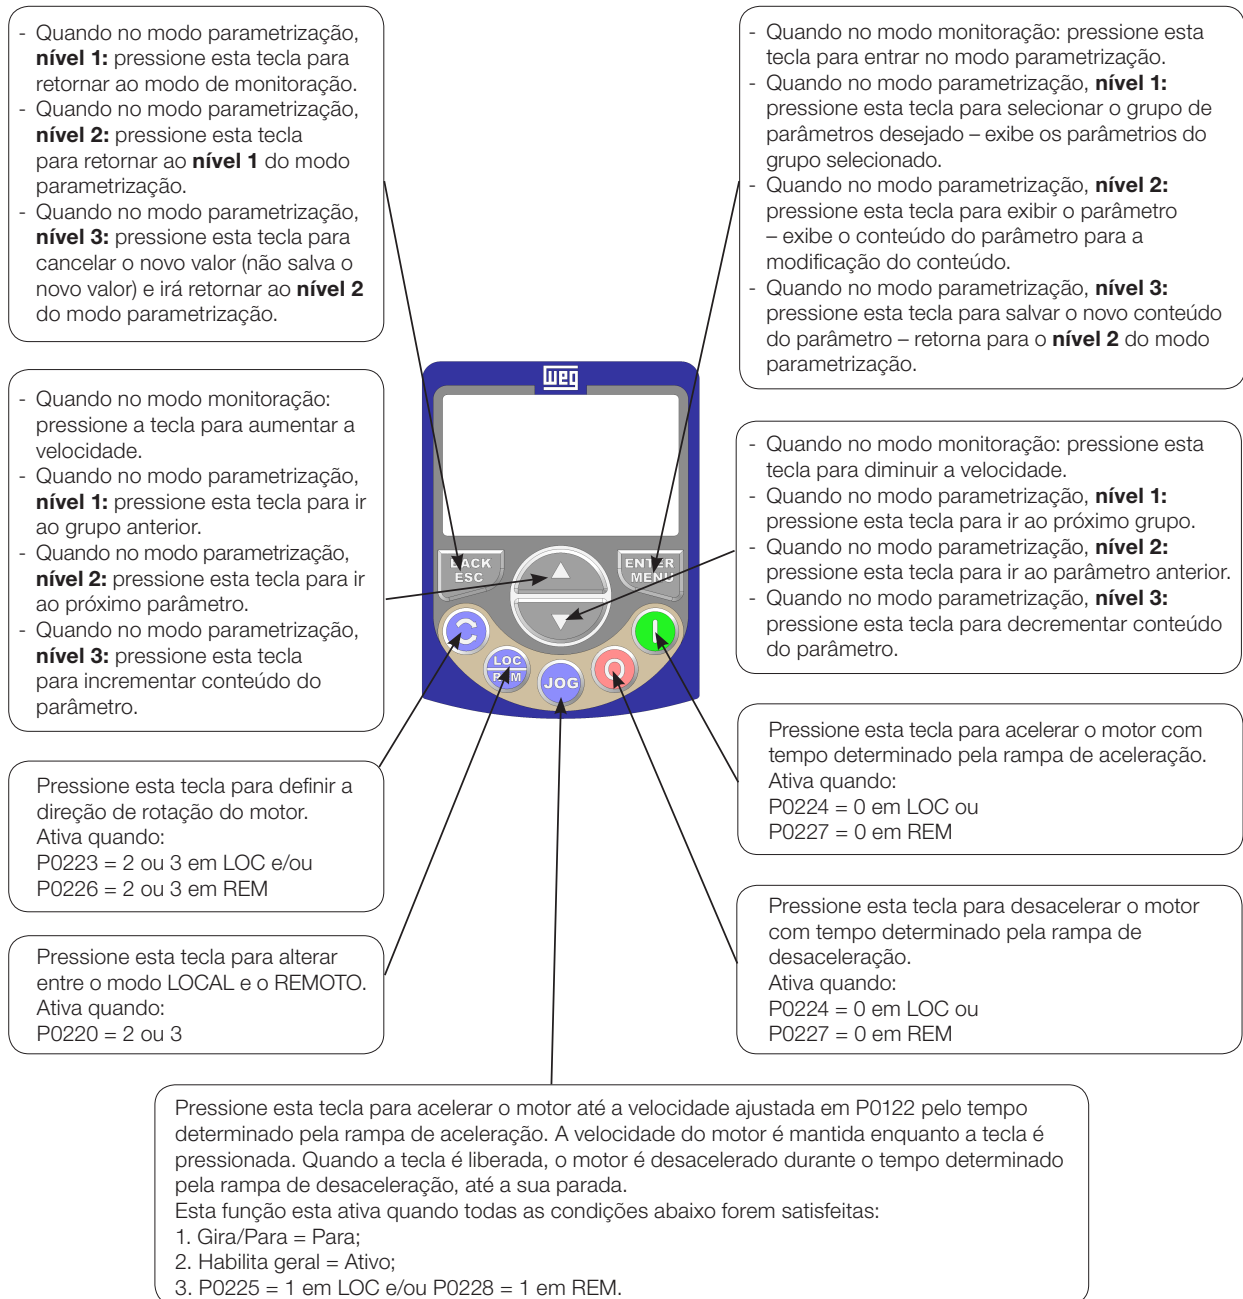 - Quando no modo parametrização,
nível 1: pressione esta tecla para
retornar ao modo de monitoração.
- Quando no modo parametrização,
nível 2: pressione esta tecla
para retornar ao nível 1 do modo
parametrização.
- Quando no modo parametrização,
nível 3: pressione esta tecla para
cancelar o novo valor (não salva o
novo valor) e irá retornar ao nível 2
do modo parametrização.
- Quando no modo monitoração: pressione esta
tecla para entrar no modo parametrização.
- Quando no modo parametrização, nível 1:
pressione esta tecla para selecionar o grupo de
parâmetros desejado – exibe os parâmetrios do
grupo selecionado.
- Quando no modo parametrização, nível 2:
pressione esta tecla para exibir o parâmetro
– exibe o conteúdo do parâmetro para a
modificação do conteúdo.
- Quando no modo parametrização, nível 3:
pressione esta tecla para salvar o novo conteúdo
do parâmetro – retorna para o nível 2 do modo
parametrização.
- Quando no modo monitoração:
pressione a tecla para aumentar a
velocidade.
- Quando no modo parametrização,
nível 1: pressione esta tecla para ir
ao grupo anterior.
- Quando no modo parametrização,
nível 2: pressione esta tecla para ir
ao próximo parâmetro.
- Quando no modo parametrização,
nível 3: pressione esta tecla
para incrementar conteúdo do
parâmetro.
weg
BACK
ESC
ENTER
MENU
LOC
REM
JOG
- Quando no modo monitoração: pressione esta
tecla para diminuir a velocidade.
- Quando no modo parametrização, nível 1:
pressione esta tecla para ir ao próximo grupo.
- Quando no modo parametrização, nível 2:
pressione esta tecla para ir ao parâmetro anterior.
- Quando no modo parametrização, nível 3:
pressione esta tecla para decrementar conteúdo
do parâmetro.
Pressione esta tecla para definir a
direção de rotação do motor.
Ativa quando:
P0223 = 2 ou 3 em LOC e/ou
P0226 = 2 ou 3 em REM
Pressione esta tecla para acelerar o motor com
tempo determinado pela rampa de aceleração.
Ativa quando:
P0224 = 0 em LOC ou
P0227 = 0 em REM
Pressione esta tecla para alterar
entre o modo LOCAL e o REMOTO.
Ativa quando:
P0220 = 2 ou 3
Pressione esta tecla para desacelerar o motor
com tempo determinado pela rampa de
desaceleração.
Ativa quando:
P0224 = 0 em LOC ou
P0227 = 0 em REM
Pressione esta tecla para acelerar o motor até a velocidade ajustada em P0122 pelo tempo
determinado pela rampa de aceleração. A velocidade do motor é mantida enquanto a tecla é
pressionada. Quando a tecla é liberada, o motor é desacelerado durante o tempo determinado
pela rampa de desaceleração, até a sua parada.
Esta função esta ativa quando todas as condições abaixo forem satisfeitas:
1. Gira/Para = Para;
2. Habilita geral = Ativo;
3. P0225 = 1 em LOC e/ou P0228 = 1 em REM.